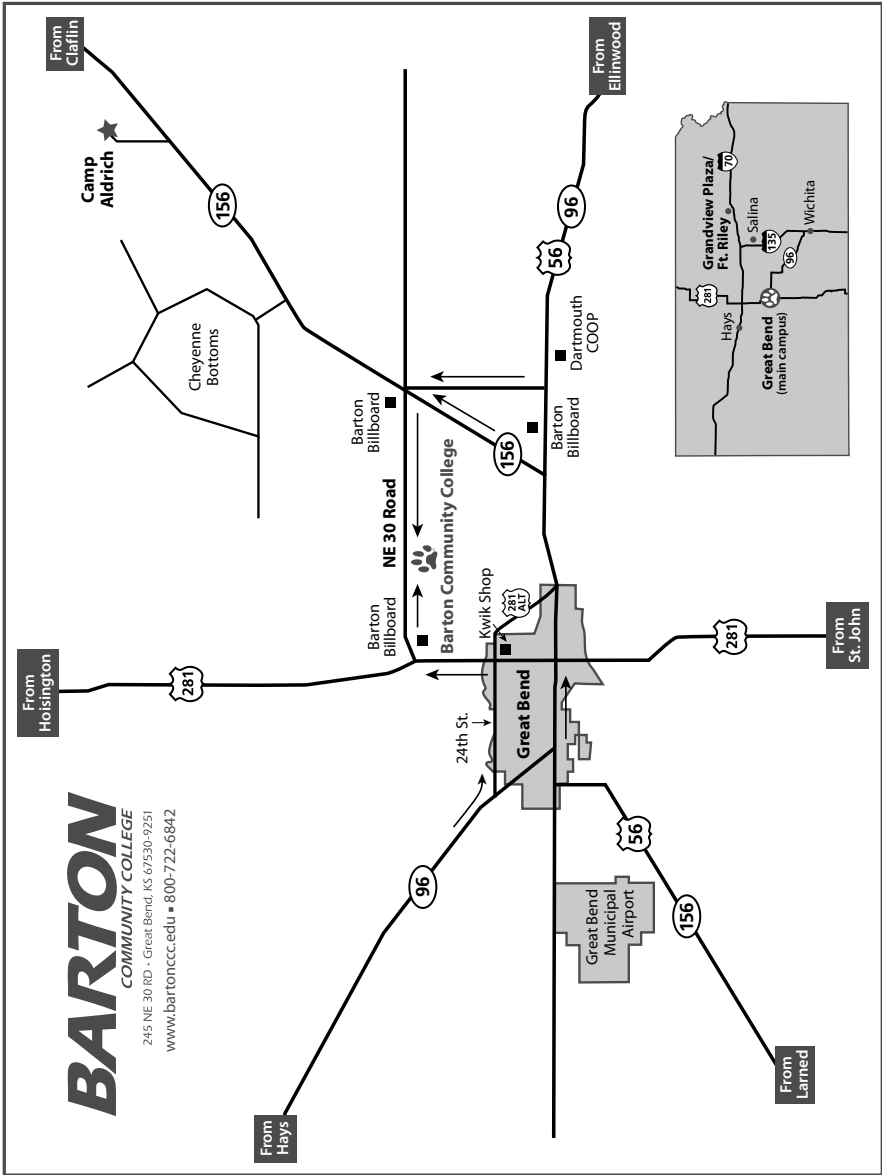 BARTON
COMMUNITY COLLEGE
245 NE 30 RD · Great Bend, KS 67530-9251
www.bartonccc.edu ▪ 800-722-6842
From
Hoisington
281
From
Claflin
Camp
Aldrich
156
Cheyenne
Bottoms
From
Hays
96
24th St.
Barton
Billboard
NE 30 Road
Barton
Billboard
Barton Community College
Kwik Shop
281
ALT
Great Bend
156
Barton
Billboard
Dartmouth
COOP
56
96
From
Ellinwood
Great Bend
Municipal
Airport
56
156
From
Larned
281
From
St. John
Hays
281
Grandview Plaza/
Ft. Riley
70
Salina
135
96
Wichita
Great Bend
(main campus)